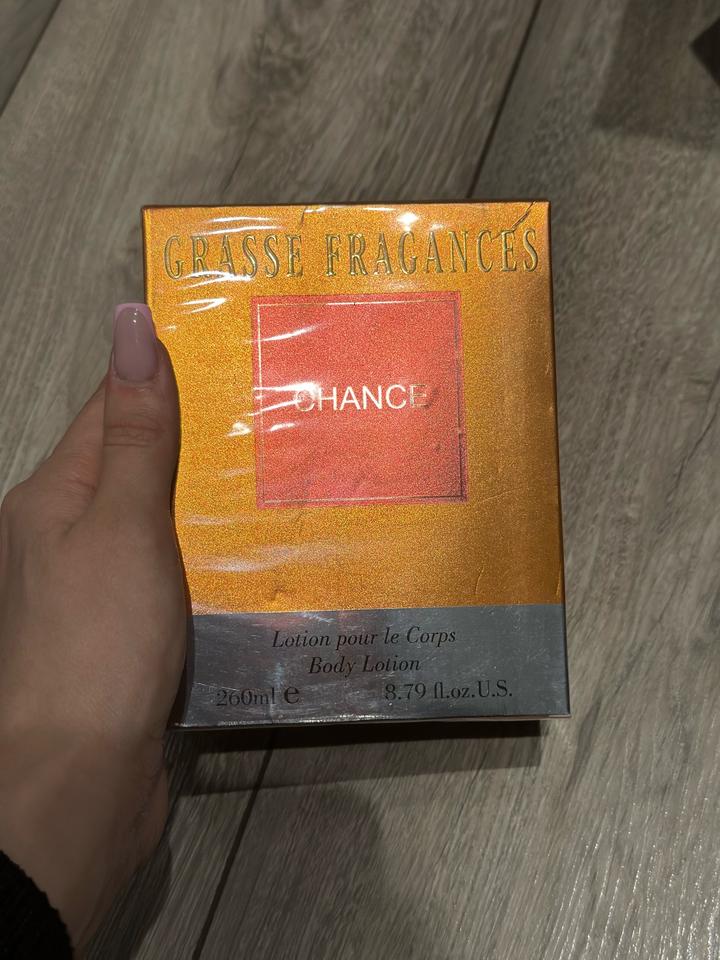 GRASSE FRAGANCES
CHANCE
Lotion pour le Corps
Body Lotion
260ml ℮ 8.79 fl.oz.U.S.